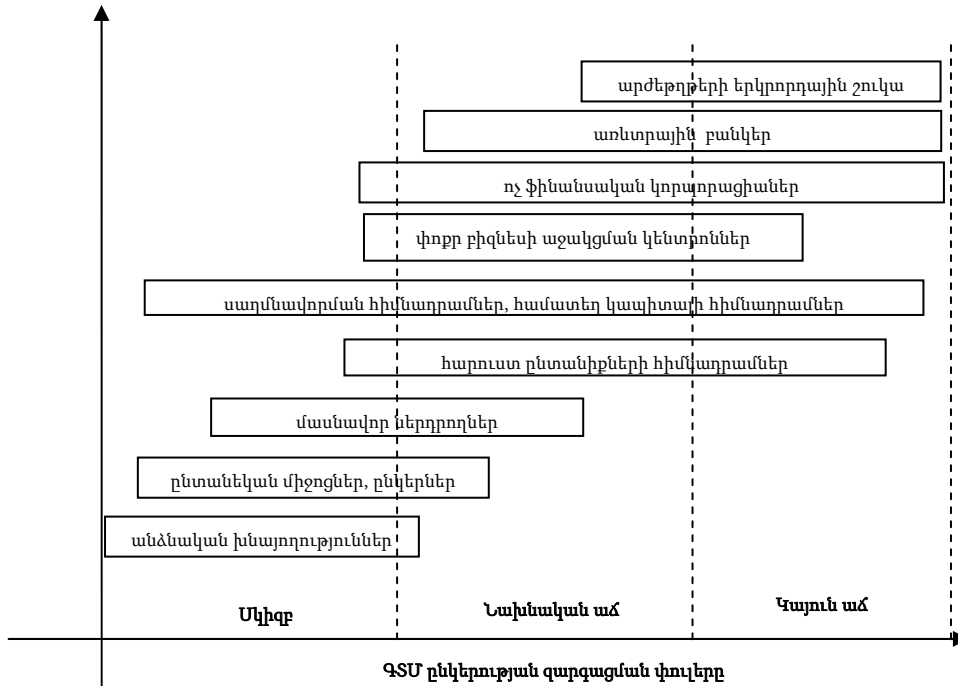 արժեթղթերի երկրորդային շուկա
առևտրային բանկեր
ոչ ֆինանսական կորպորացիաներ
փոքր բիզնեսի աջակցման կենտրոններ
սաղմնավորման հիմնադրամներ, համատեղ կապիտալի հիմնադրամներ
հարուստ ընտանիքների հիմնադրամներ
մասնավոր ներդրողներ
ընտանեկան միջոցներ, ընկերներ
անձնական խնայողություններ
Սկիզբ
Նախնական աճ
Կայուն աճ
ԳՏՄ ընկերության զարգացման փուլերը